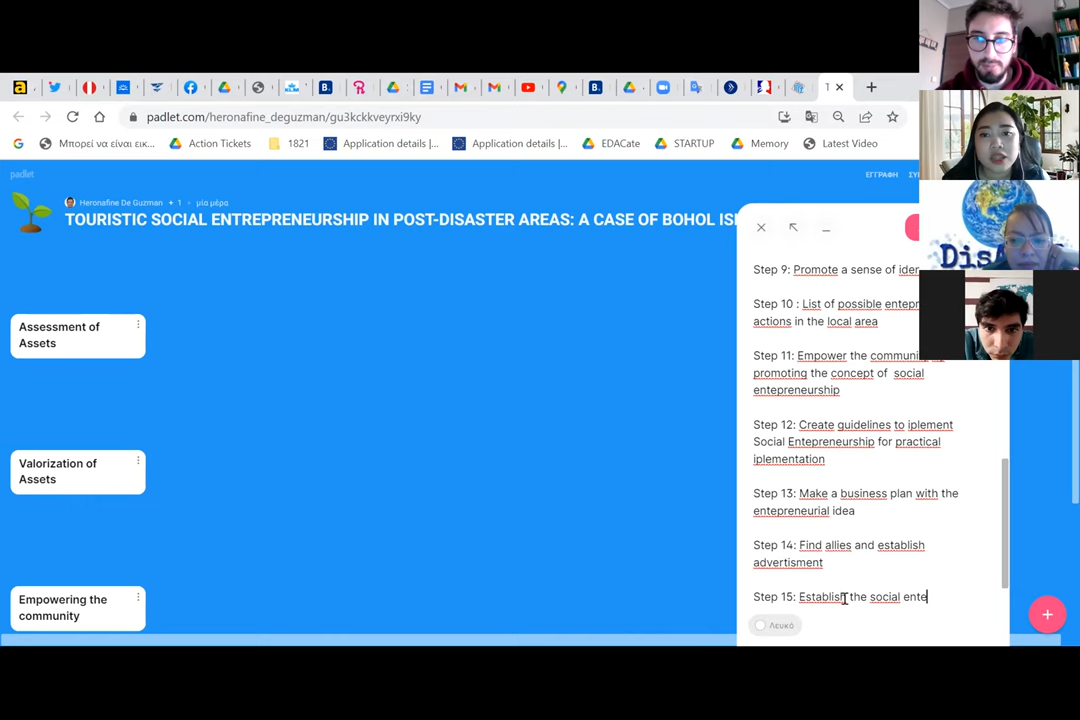 padlet.com/heronafine_deguzman/gu3kckkveyrxi9ky
Μπορεί να είναι εικ...
Action Tickets
1821
Application details |...
Application details |...
EDACate
STARTUP
Memory
Latest Video
padlet
ΕΓΓΡΑΦΗ
Heronafine De Guzman + 1 μία μέρα
TOURISTIC SOCIAL ENTREPRENEURSHIP IN POST-DISASTER AREAS: A CASE OF BOHOL
Assessment of
Assets
Valorization of
Assets
Empowering the
community
Step 9: Promote a sense of
Step 10 : List of possible
actions in the local area
Step 11: Empower the
promoting the concept of social
entepreneurship
Step 12: Create guidelines to iplement
Social Entepreneurship for practical
iplementation
Step 13: Make a business plan with the
entepreneurial idea
Step 14: Find allies and establish
advertisment
Step 15: Establish the social ente
Λευκό